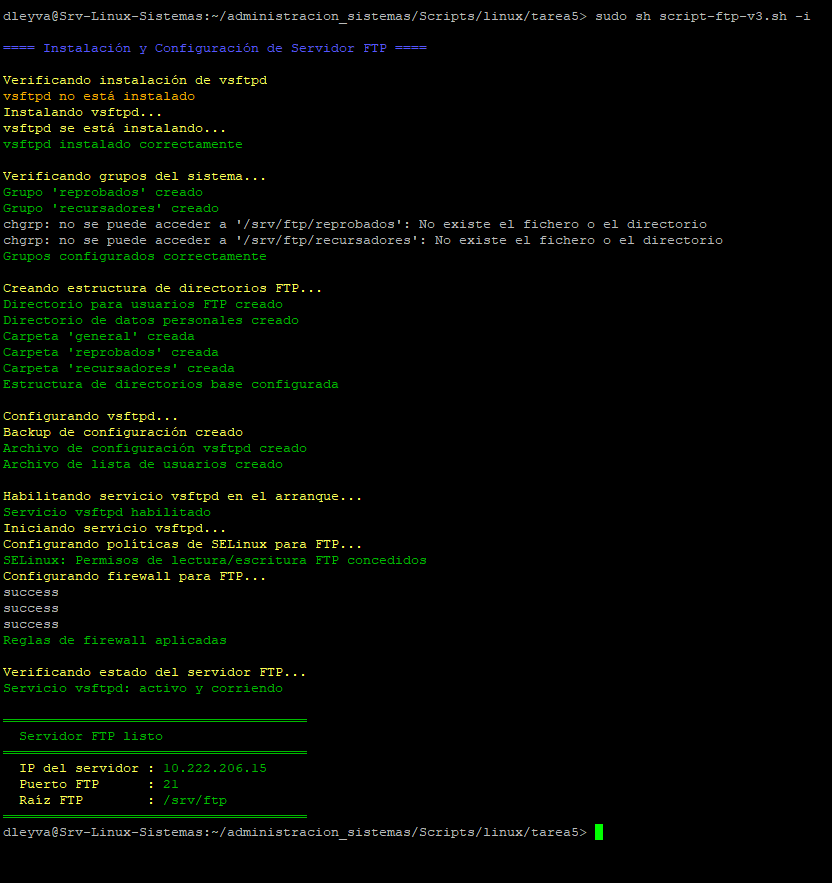 dleyva@Srv-Linux-Sistemas:~/administracion_sistemas/Scripts/linux/tarea5> sudo sh script-ftp-v3.sh -i
==== Instalación y Configuración de Servidor FTP ====
Verificando instalación de vsftpd
vsftpd no está instalado
Instalando vsftpd...
vsftpd se está instalando...
vsftpd instalado correctamente
Verificando grupos del sistema...
Grupo 'reprobados' creado
Grupo 'recursadores' creado
chgrp: no se puede acceder a '/srv/ftp/reprobados': No existe el fichero o el directorio
chgrp: no se puede acceder a '/srv/ftp/recursadores': No existe el fichero o el directorio
Grupos configurados correctamente
Creando estructura de directorios FTP...
Directorio para usuarios FTP creado
Directorio de datos personales creado
Carpeta 'general' creada
Carpeta 'reprobados' creada
Carpeta 'recursadores' creada
Estructura de directorios base configurada
Configurando vsftpd...
Backup de configuración creado
Archivo de configuración vsftpd creado
Archivo de lista de usuarios creado
Habilitando servicio vsftpd en el arranque...
Servicio vsftpd habilitado
Iniciando servicio vsftpd...
Configurando políticas de SELinux para FTP...
SELinux: Permisos de lectura/escritura FTP concedidos
Configurando firewall para FTP...
success
success
success
Reglas de firewall aplicadas
Verificando estado del servidor FTP...
Servicio vsftpd: activo y corriendo
Servidor FTP listo
IP del servidor : 10.222.206.15
Puerto FTP      : 21
Raíz FTP        : /srv/ftp
dleyva@Srv-Linux-Sistemas:~/administracion_sistemas/Scripts/linux/tarea5>